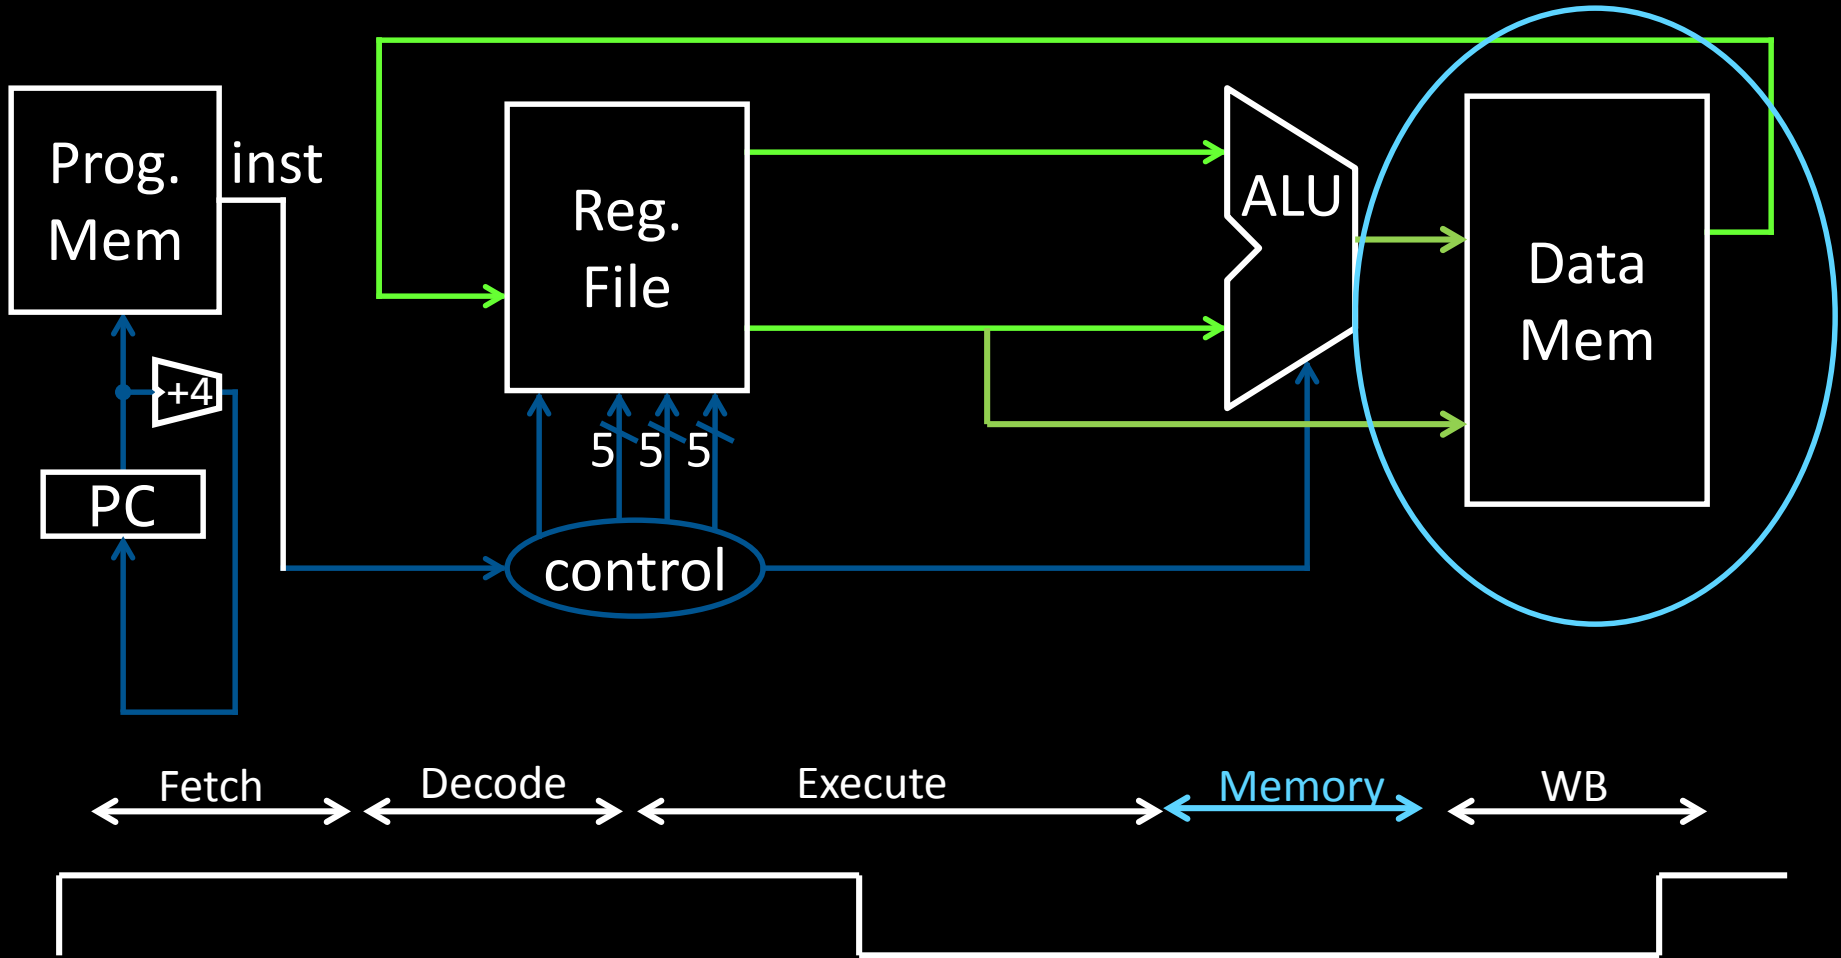 Prog.
Mem
inst
Reg.
File
ALU
Data
Mem
+4
5 5 5
PC
control
Fetch Decode Execute Memory WB